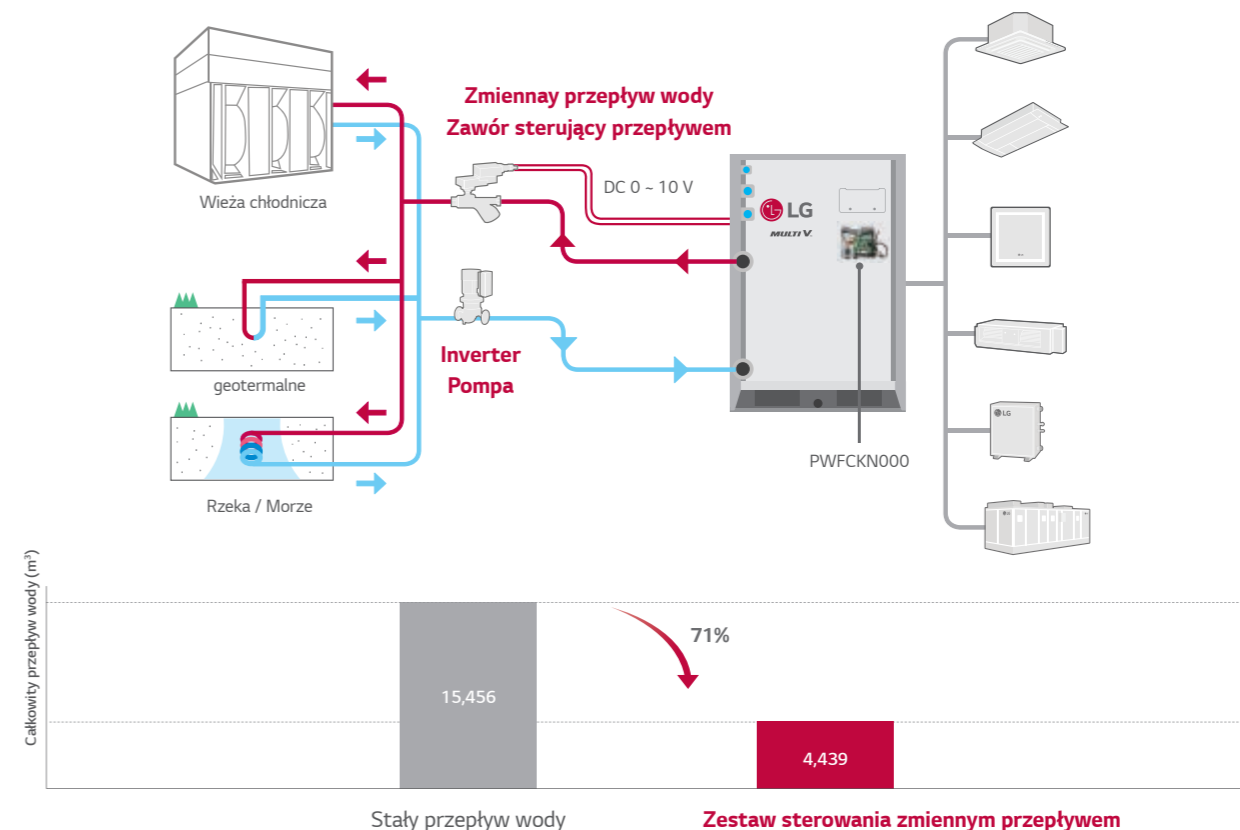 Zmiennay przepływ wody
Zawór sterujący przepływem
DC 0 ~ 10 V
LG
MULTI V.
Wieża chłodnicza
geotermalne
Inverter
Pompa
LG
PWFCKN000
Rzeka / Morze
Całkowity przepływ wody (m³)
71%
15,456
4,439
Stały przepływ wody
Zestaw sterowania zmiennym przepływem